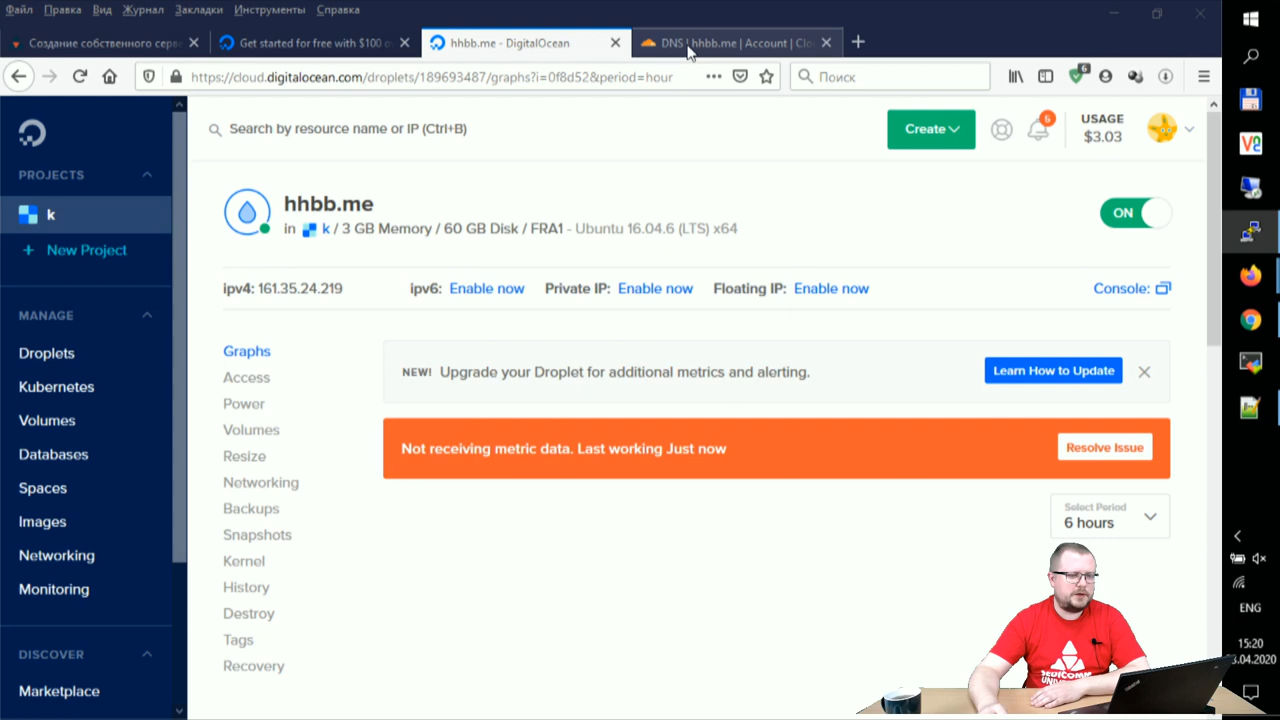 Файл Правка Вид Журнал Закладки Инструменты Справка
Создание собственного серв
Get started for free with $100 o
hhbb.me - DigitalOcean
DNS | hhbb.me | Account | Clo
https://cloud.digitalocean.com/droplets/189693487/graphs?i=0f8d52&period=hour
Поиск
6
Search by resource name or IP (Ctrl+B)
Create
5
USAGE
$3.03
PROJECTS
k
+ New Project
MANAGE
Droplets
Kubernetes
Volumes
Databases
Spaces
Images
Networking
Monitoring
DISCOVER
Marketplace
hhbb.me
in k / 3 GB Memory / 60 GB Disk / FRA1 - Ubuntu 16.04.6 (LTS) x64
ON
ipv4: 161.35.24.219 ipv6: Enable now Private IP: Enable now Floating IP: Enable now Console:
Graphs
Access
Power
Volumes
Resize
Networking
Backups
Snapshots
Kernel
History
Destroy
Tags
Recovery
NEW! Upgrade your Droplet for additional metrics and alerting.
Learn How to Update
Not receiving metric data. Last working Just now
Resolve Issue
Select Period
6 hours
SEDICOMM
UNIVERSITY
ENG
15:20
3.04.2020